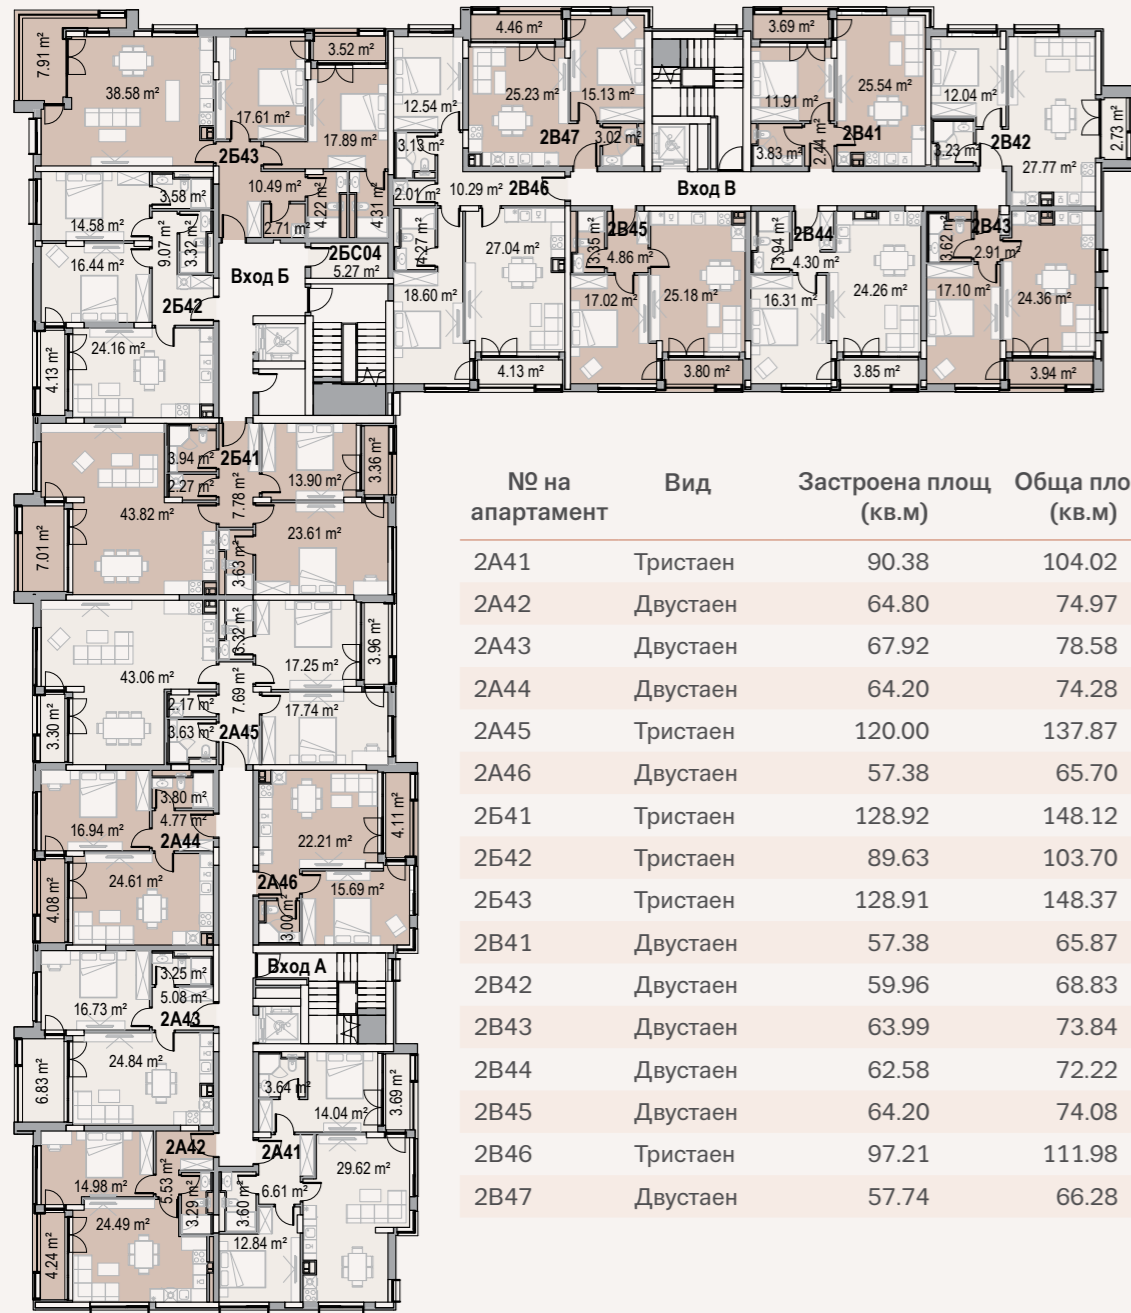 7.91 m²
38.58 m²
17.61 m²
3.52 m²
17.89 m²
2Б43
10.49 m²
2.71 m²
4.22 m²
4.31 m²
12.54 m²
3.13 m²
2.01 m²
10.29 m²
2В46
4.37 m²
18.60 m²
27.04 m²
4.13 m²
4.46 m²
25.23 m²
15.13 m²
2В47
3.02 m²
Вход В
3.69 m²
11.91 m²
25.54 m²
3.83 m²
2.44 m²
2В41
12.04 m²
3.23 m²
2В42
27.77 m²
2.73 m²
14.58 m²
3.58 m²
16.44 m²
9.07 m²
3.32 m²
2Б42
24.16 m²
4.13 m²
Вход Б
2БС04
5.27 m²
3.35 m²
2В45
4.86 m²
17.02 m²
25.18 m²
3.80 m²
3.94 m²
2В44
4.30 m²
16.31 m²
24.26 m²
3.85 m²
3.62 m²
2В43
2.91 m²
17.10 m²
24.36 m²
3.94 m²
3.94 m²
2Б41
2.27 m²
7.78 m²
13.90 m²
3.36 m²
43.82 m²
7.01 m²
3.63 m²
23.61 m²
43.06 m²
3.30 m²
3.32 m²
17.25 m²
3.96 m²
7.69 m²
2.17 m²
3.63 m²
2А45
17.74 m²
16.94 m²
3.80 m²
4.77 m²
2А44
24.61 m²
4.08 m²
22.21 m²
4.11 m²
2А46
15.69 m²
3.00 m²
Вход А
16.73 m²
3.25 m²
5.08 m²
2А43
24.84 m²
6.83 m²
3.64 m²
14.04 m²
3.69 m²
2А41
6.61 m²
29.62 m²
3.60 m²
12.84 m²
2А42
14.98 m²
5.53 m²
3.29 m²
24.49 m²
4.24 m²
№ на апартамент Вид Застроена площ (кв.м) Обща пло (кв.м)
2А41 Тристаен 90.38 104.02
2А42 Двустаен 64.80 74.97
2А43 Двустаен 67.92 78.58
2А44 Двустаен 64.20 74.28
2А45 Тристаен 120.00 137.87
2А46 Двустаен 57.38 65.70
2Б41 Тристаен 128.92 148.12
2Б42 Тристаен 89.63 103.70
2Б43 Тристаен 128.91 148.37
2В41 Двустаен 57.38 65.87
2В42 Двустаен 59.96 68.83
2В43 Двустаен 63.99 73.84
2В44 Двустаен 62.58 72.22
2В45 Двустаен 64.20 74.08
2В46 Тристаен 97.21 111.98
2В47 Двустаен 57.74 66.28